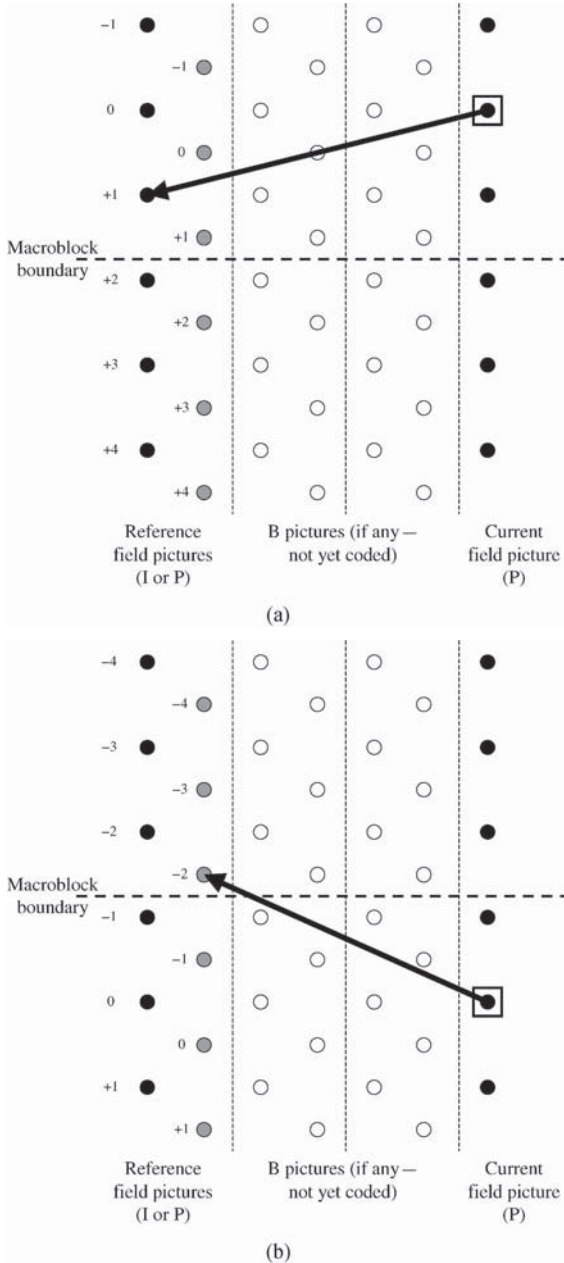 −1
−1
0
0
+1
+1
Macroblock
boundary
+2
+2
+3
+3
+4
+4
Reference
field pictures
(I or P)
B pictures (if any—
not yet coded)
Current
field picture
(P)
(a)
−4
−4
−3
−3
−2
−2
Macroblock
boundary
−1
−1
0
0
+1
+1
Reference
field pictures
(I or P)
B pictures (if any—
not yet coded)
Current
field picture
(P)
(b)